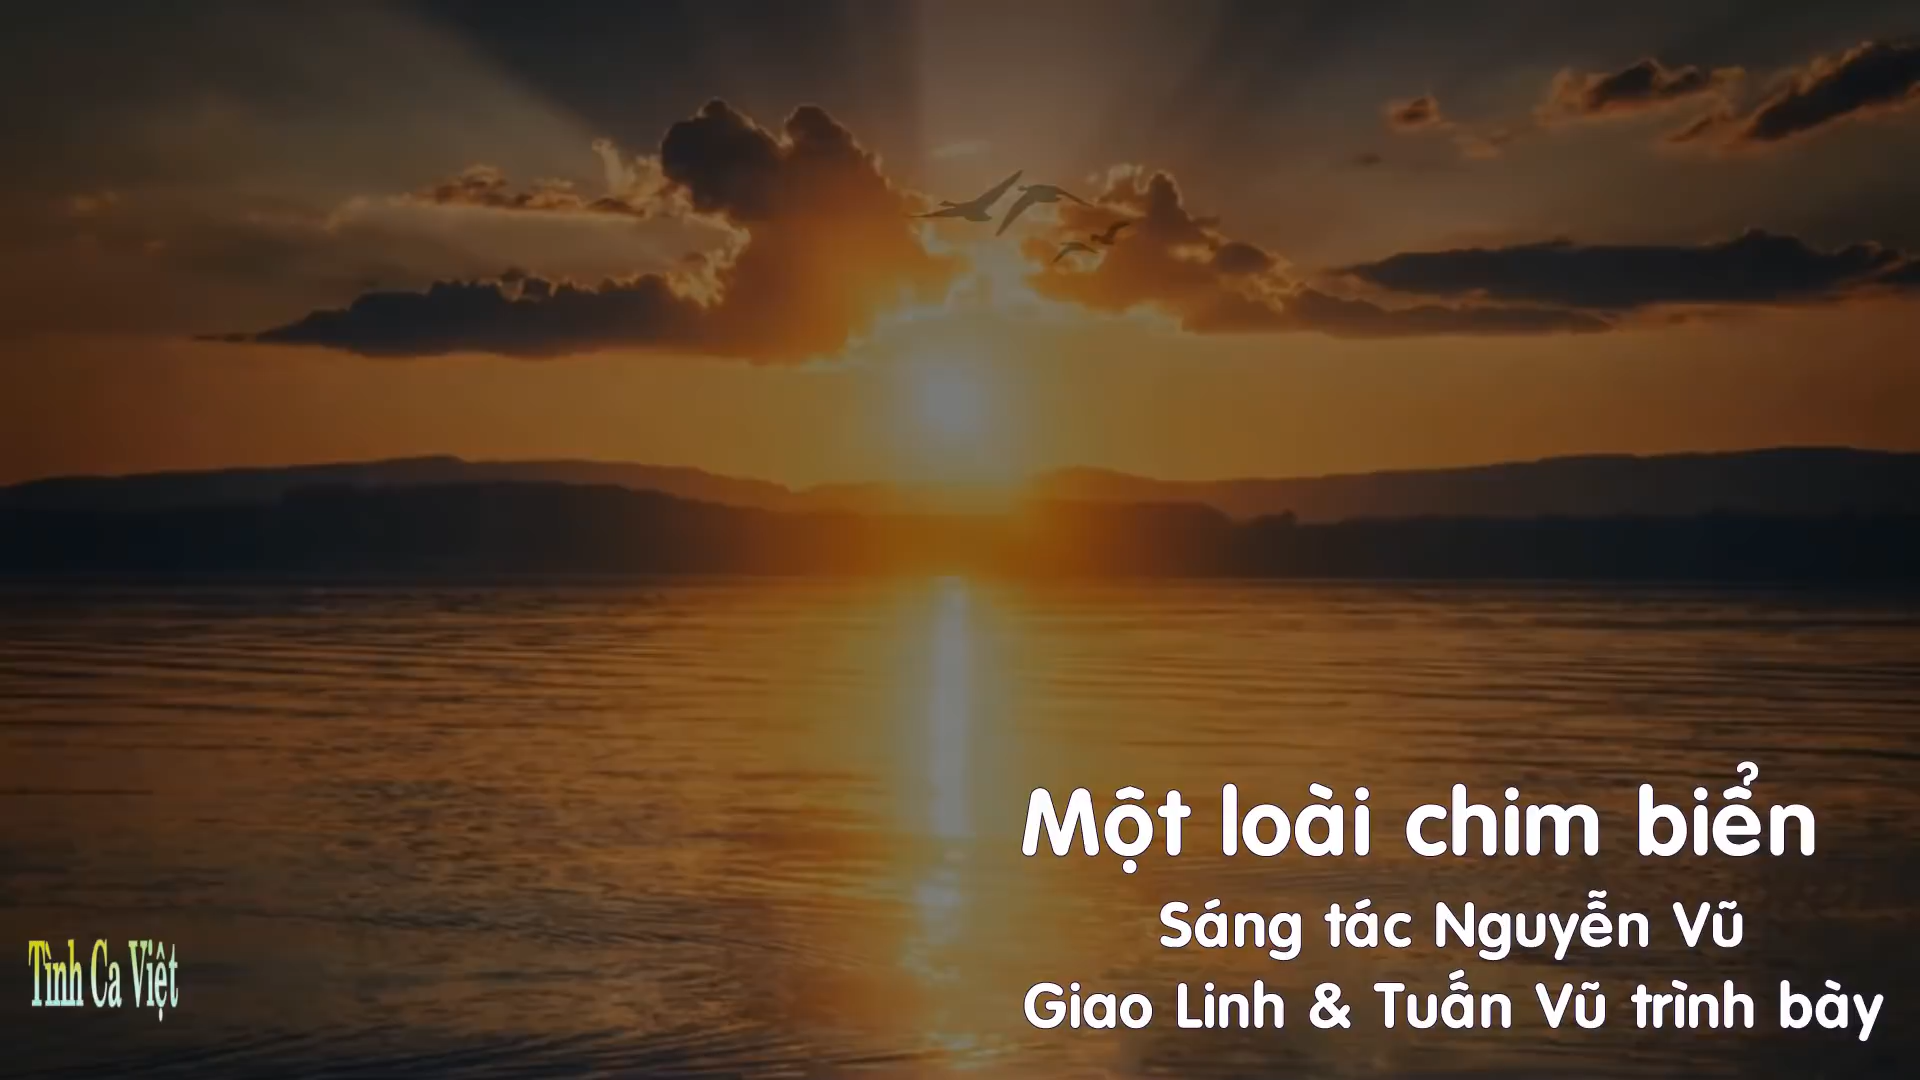 Một loài chim biển
Sáng tác Nguyễn Vũ
Giao Linh & Tuấn Vũ trình bày
Tình Ca Việt